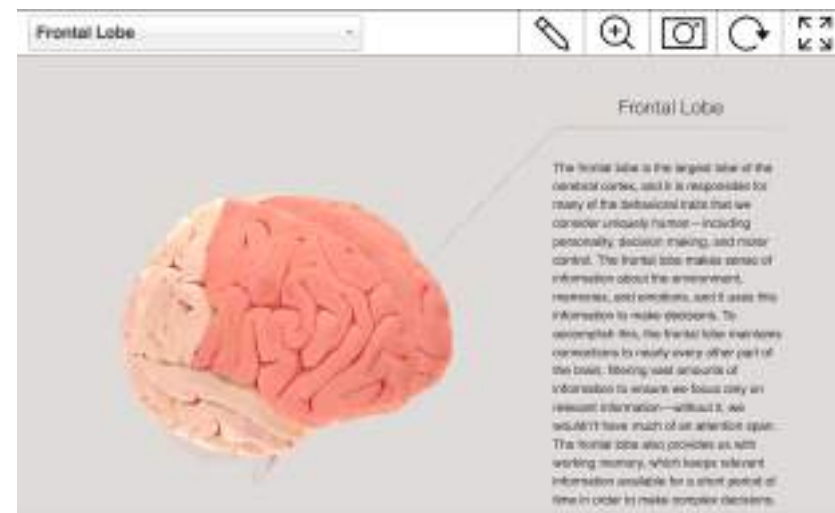 Frontal Lobe
Frontal Lobe
The frontal lobe is the largest lobe of the
cerebral cortex, and it is responsible for
many of the behavioral traits that we
consider uniquely human—including
personality, decision making, and motor
control. The frontal lobe makes sense of
information about the environment,
memories, and emotions, and it uses this
information to make decisions. To
accomplish this, the frontal lobe maintains
connections to nearly every other part of
the brain, filtering vast amounts of
information to ensure we focus only on
relevant information—without it, we
wouldn't have much of an attention span.
The frontal lobe also provides us with
working memory, which keeps relevant
information available for a short period of
time in order to make complex decisions.